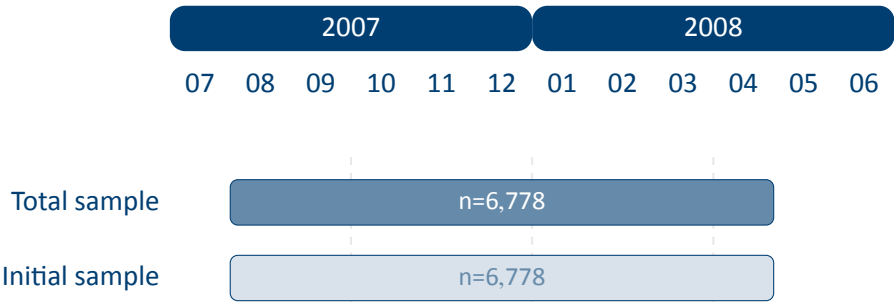 2007 2008
07 08 09 10 11 12 01 02 03 04 05 06
Total sample n=6,778
Initial sample n=6,778